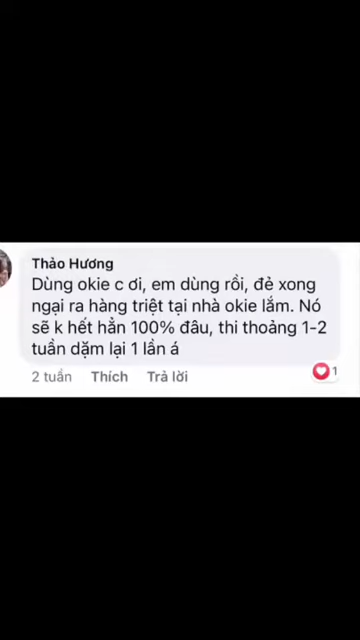 Thảo Hương
Dùng okie c ơi, em dùng rồi, đẻ xong
ngại ra hàng triệt tại nhà okie lắm. Nó
sẽ k hết hẳn 100% đâu, thi thoảng 1-2
tuần dặm lại 1 lần á
2 tuần Thích Trả lời 1